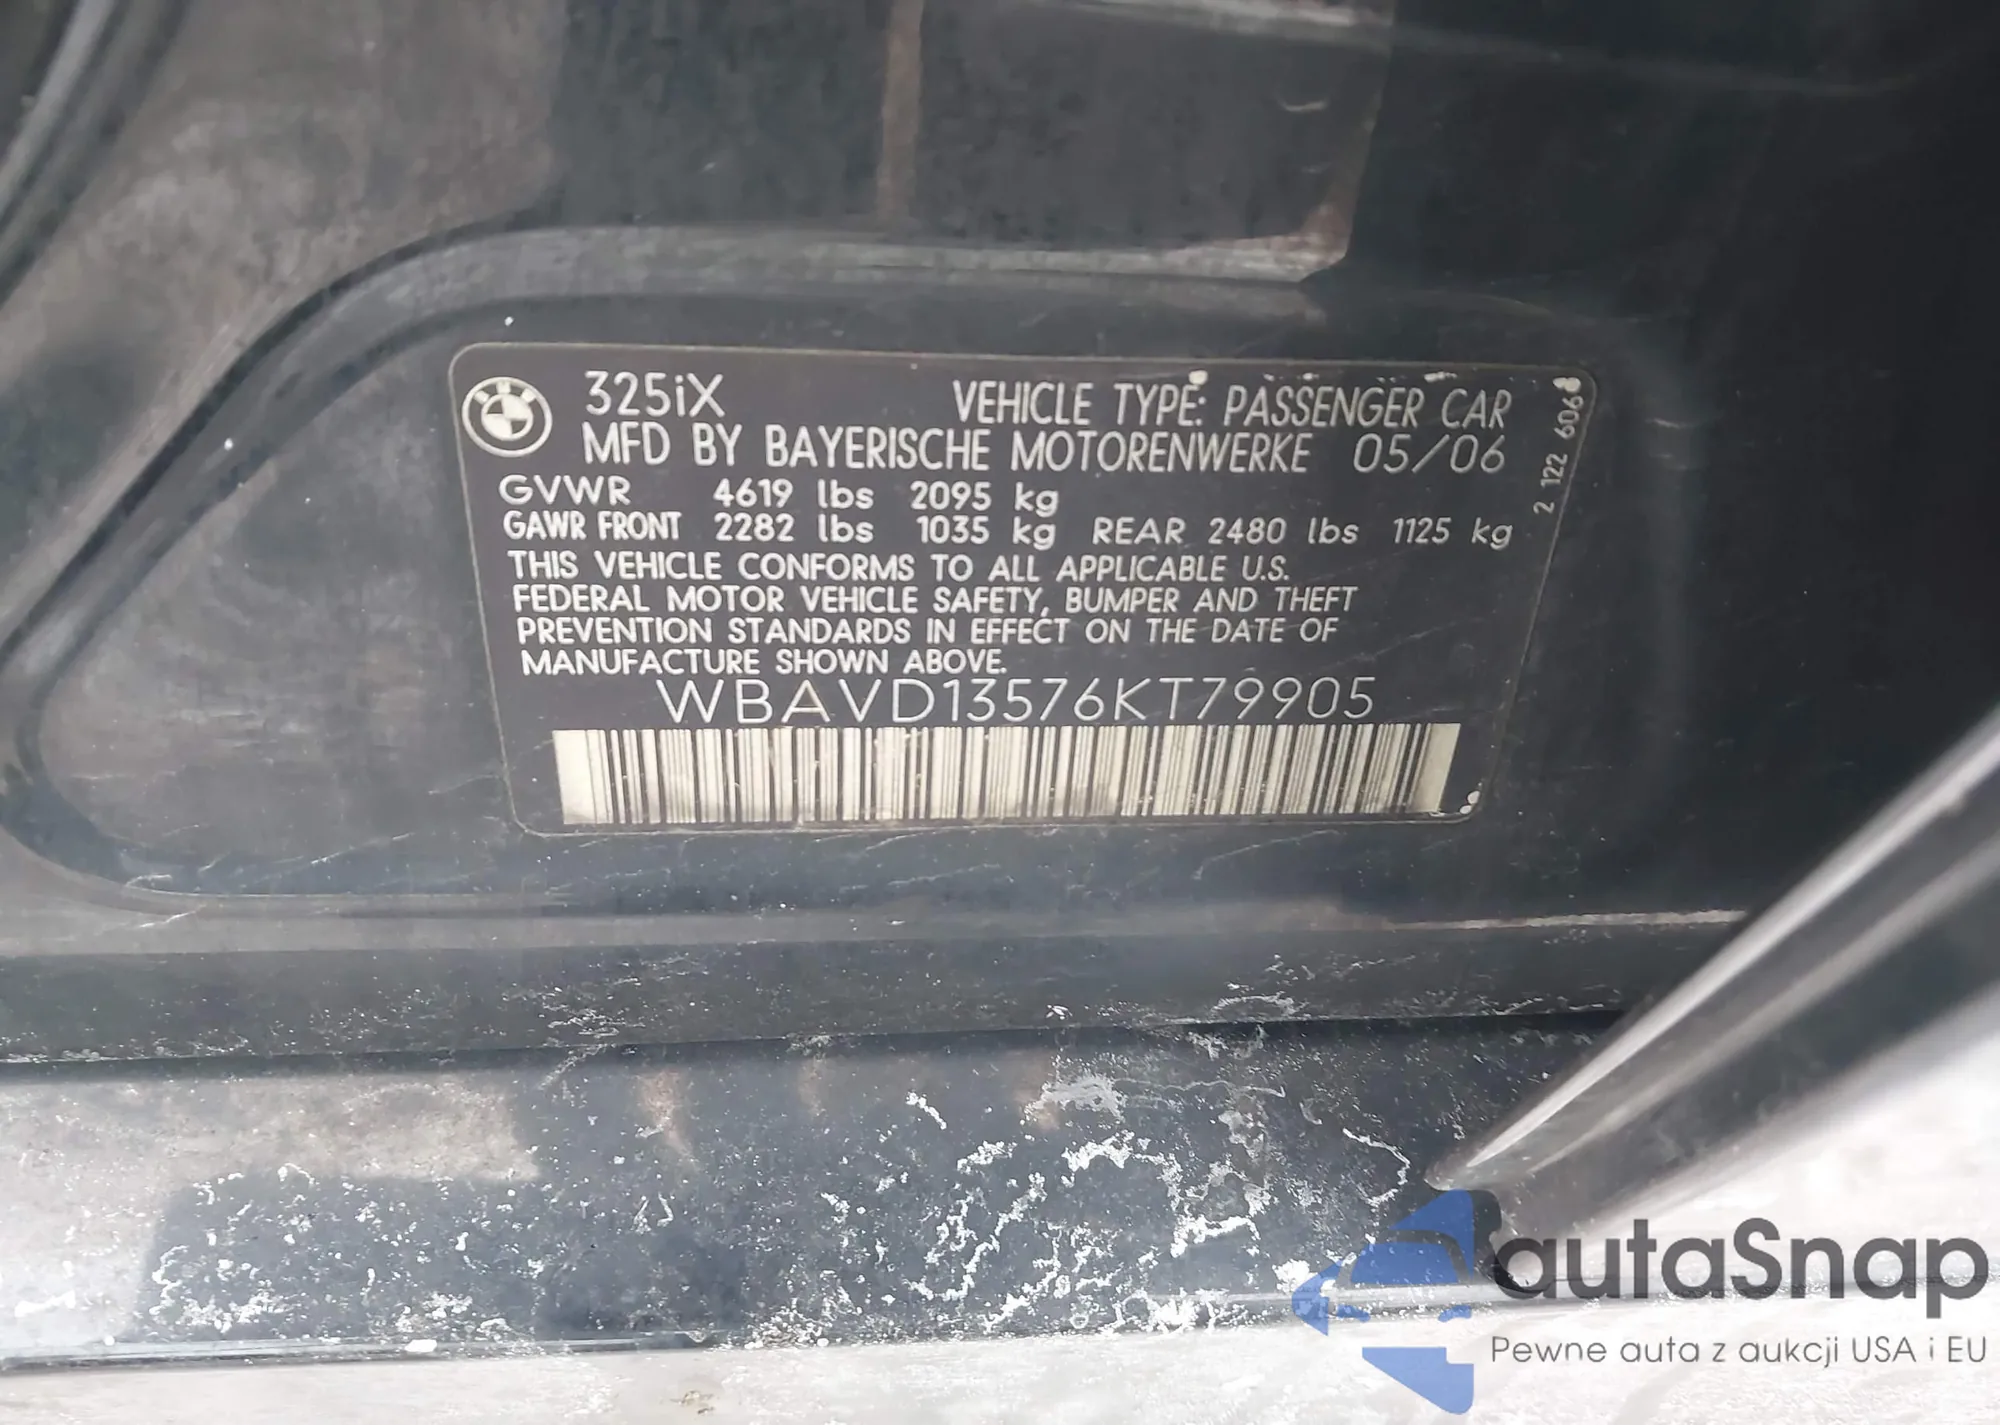 325iX VEHICLE TYPE: PASSENGER CAR
MFD BY BAYERISCHE MOTORENWERKE 05/06
GVWR 4619 lbs 2095 kg
GAWR FRONT 2282 lbs 1035 kg REAR 2480 lbs 1125 kg
THIS VEHICLE CONFORMS TO ALL APPLICABLE U.S.
FEDERAL MOTOR VEHICLE SAFETY, BUMPER AND THEFT
PREVENTION STANDARDS IN EFFECT ON THE DATE OF
MANUFACTURE SHOWN ABOVE.
WBAVD13576KT79905
2 122 6068
autaSnap
Pewne auta z aukcji USA i EU